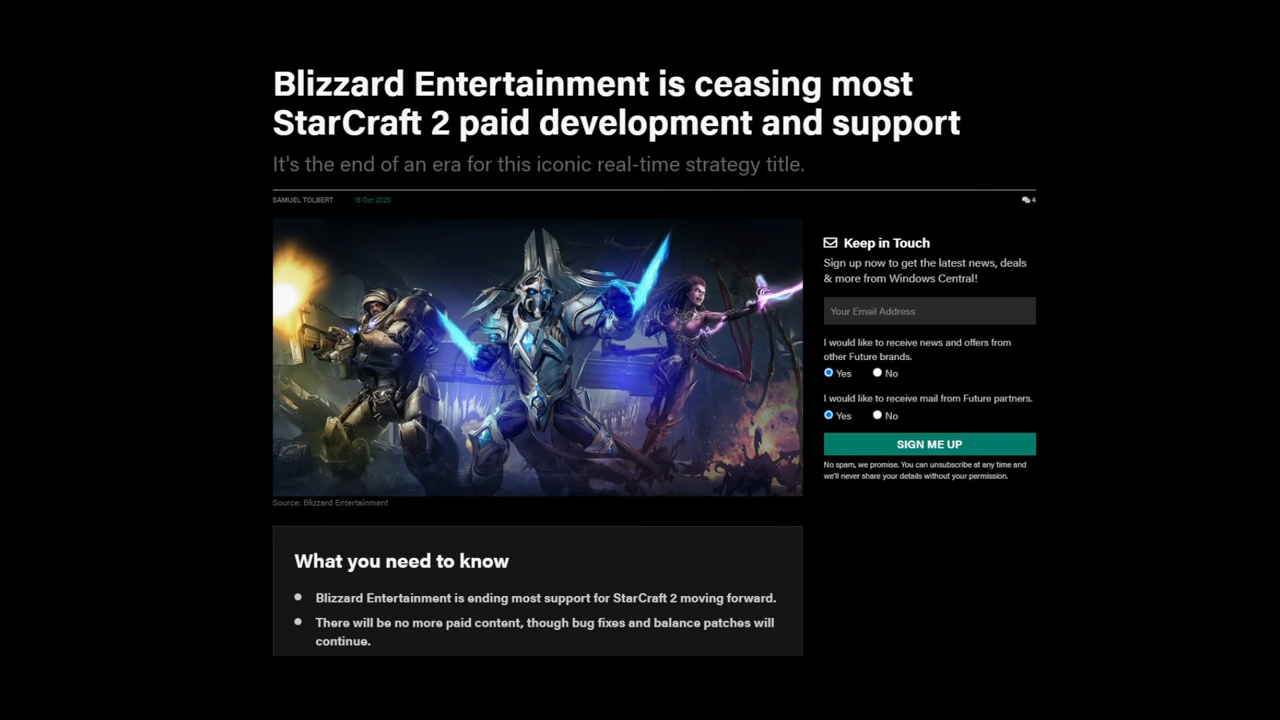 Blizzard Entertainment is ceasing most
StarCraft 2 paid development and support
It's the end of an era for this iconic real-time strategy title.
SAMUEL TOLBERT 15 Oct 2020 4
Keep in Touch
Sign up now to get the latest news, deals
& more from Windows Central!
Your Email Address
I would like to receive news and offers from
other Future brands.
Yes No
I would like to receive mail from Future partners.
Yes No
SIGN ME UP
No spam, we promise. You can unsubscribe at any time and
we'll never share your details without your permission.
Source: Blizzard Entertainment
What you need to know
Blizzard Entertainment is ending most support for StarCraft 2 moving forward.
There will be no more paid content, though bug fixes and balance patches will
continue.